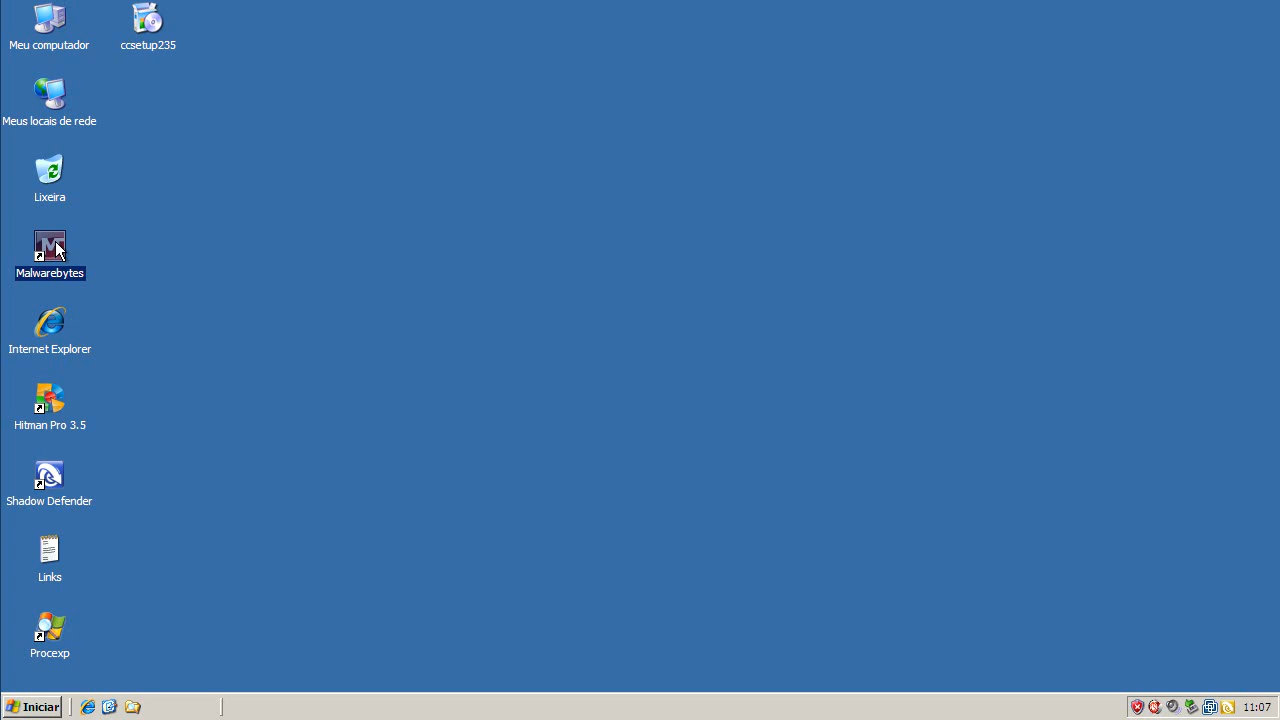 Meu computador
ccsetup235
Meus locais de rede
Lixeira
Malwarebytes
Internet Explorer
Hitman Pro 3.5
Shadow Defender
Links
Procexp
Iniciar
11:07